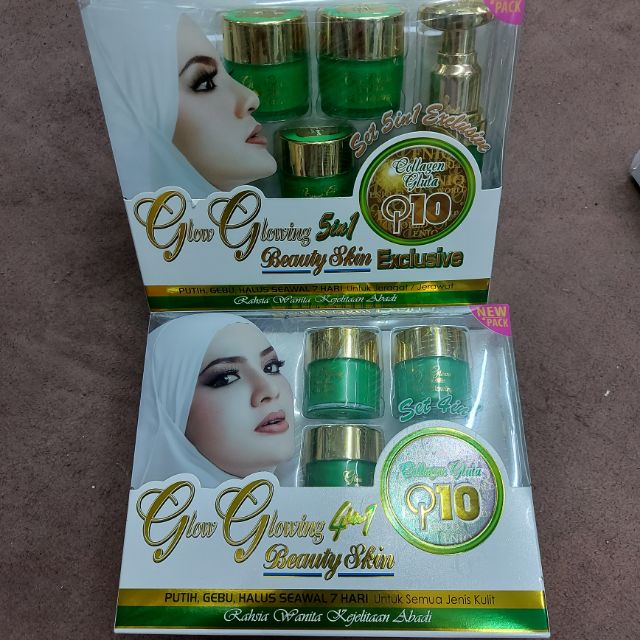 PACK
Set 5in1 Exclusive
Collagen
Gluta
Q10
Glow Glowing 5in1
Beauty Skin Exclusive
PUTIH, GEBU, HALUS SEAWAL 7 HARI Untuk Jeragat / Jerawat
Rahsia Wanita Kejelitaan Abadi
NEW
PACK
Set 4in1
Collagen Gluta
Q10
Glow Glowing 4in1
Beauty Skin
PUTIH, GEBU, HALUS SEAWAL 7 HARI Untuk Semua Jenis Kulit
Rahsia Wanita Kejelitaan Abadi